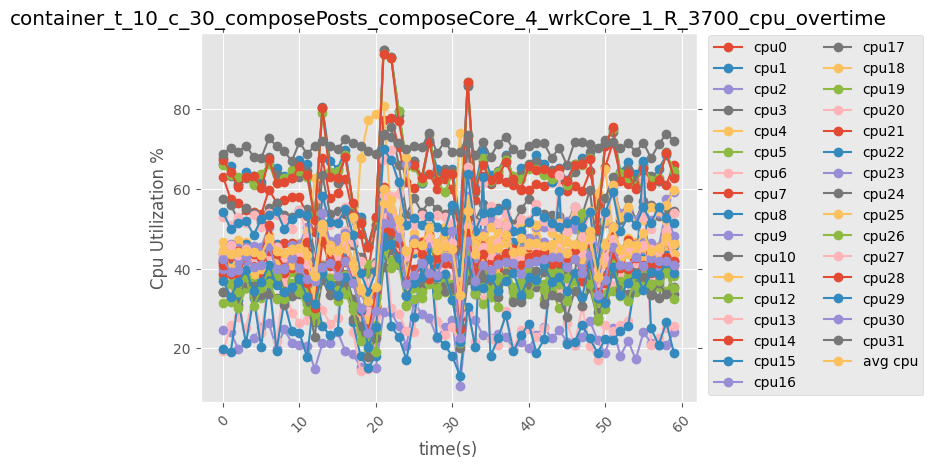 container_t_10_c_30_composePosts_composeCore_4_wrkCore_1_R_3700_cpu_overtime
Cpu Utilization %
80
60
40
20
0
10
20
30
40
50
60
time(s)
cpu0
cpu1
cpu2
cpu3
cpu4
cpu5
cpu6
cpu7
cpu8
cpu9
cpu10
cpu11
cpu12
cpu13
cpu14
cpu15
cpu16
cpu17
cpu18
cpu19
cpu20
cpu21
cpu22
cpu23
cpu24
cpu25
cpu26
cpu27
cpu28
cpu29
cpu30
cpu31
avg cpu